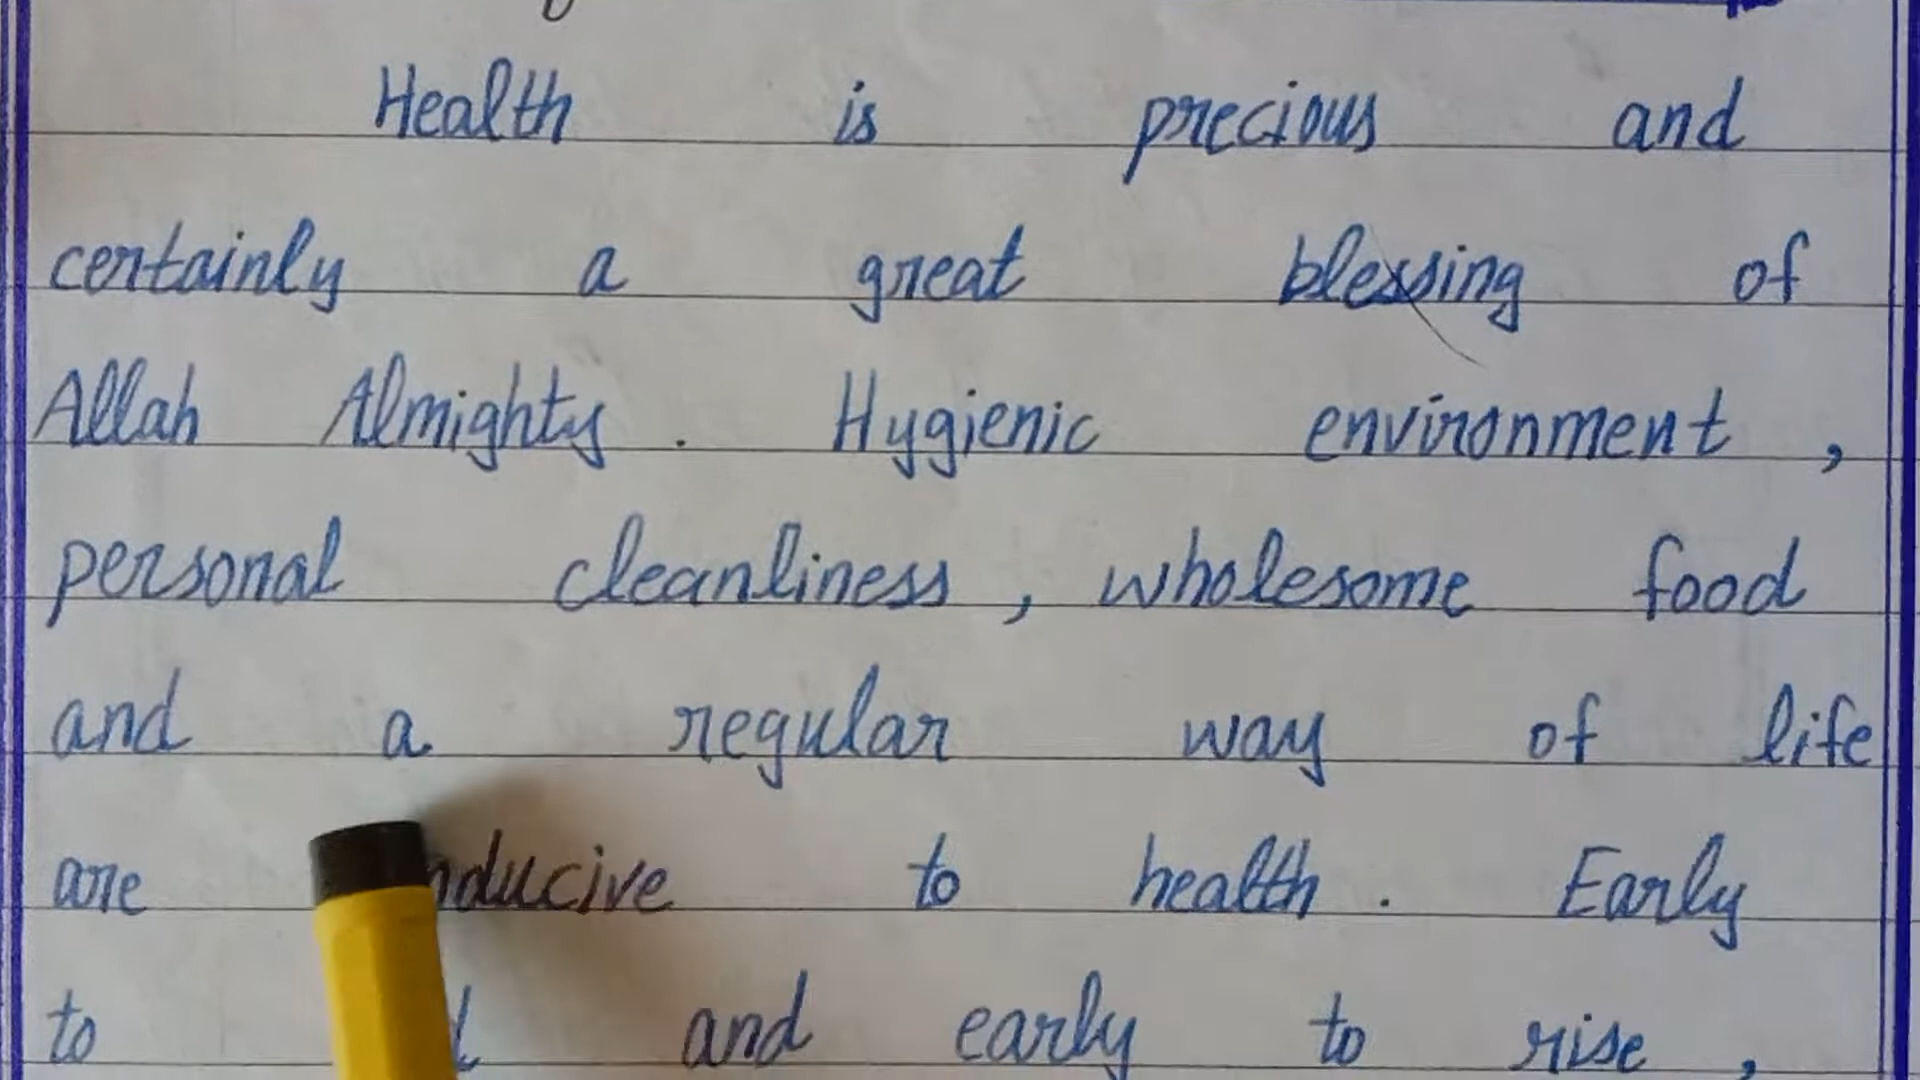 Health is precious and
certainly a great blessing of
Allah Almighty. Hygienic environment,
personal cleanliness, wholesome food
and a regular way of life
are to health. Early
to and early to rise,